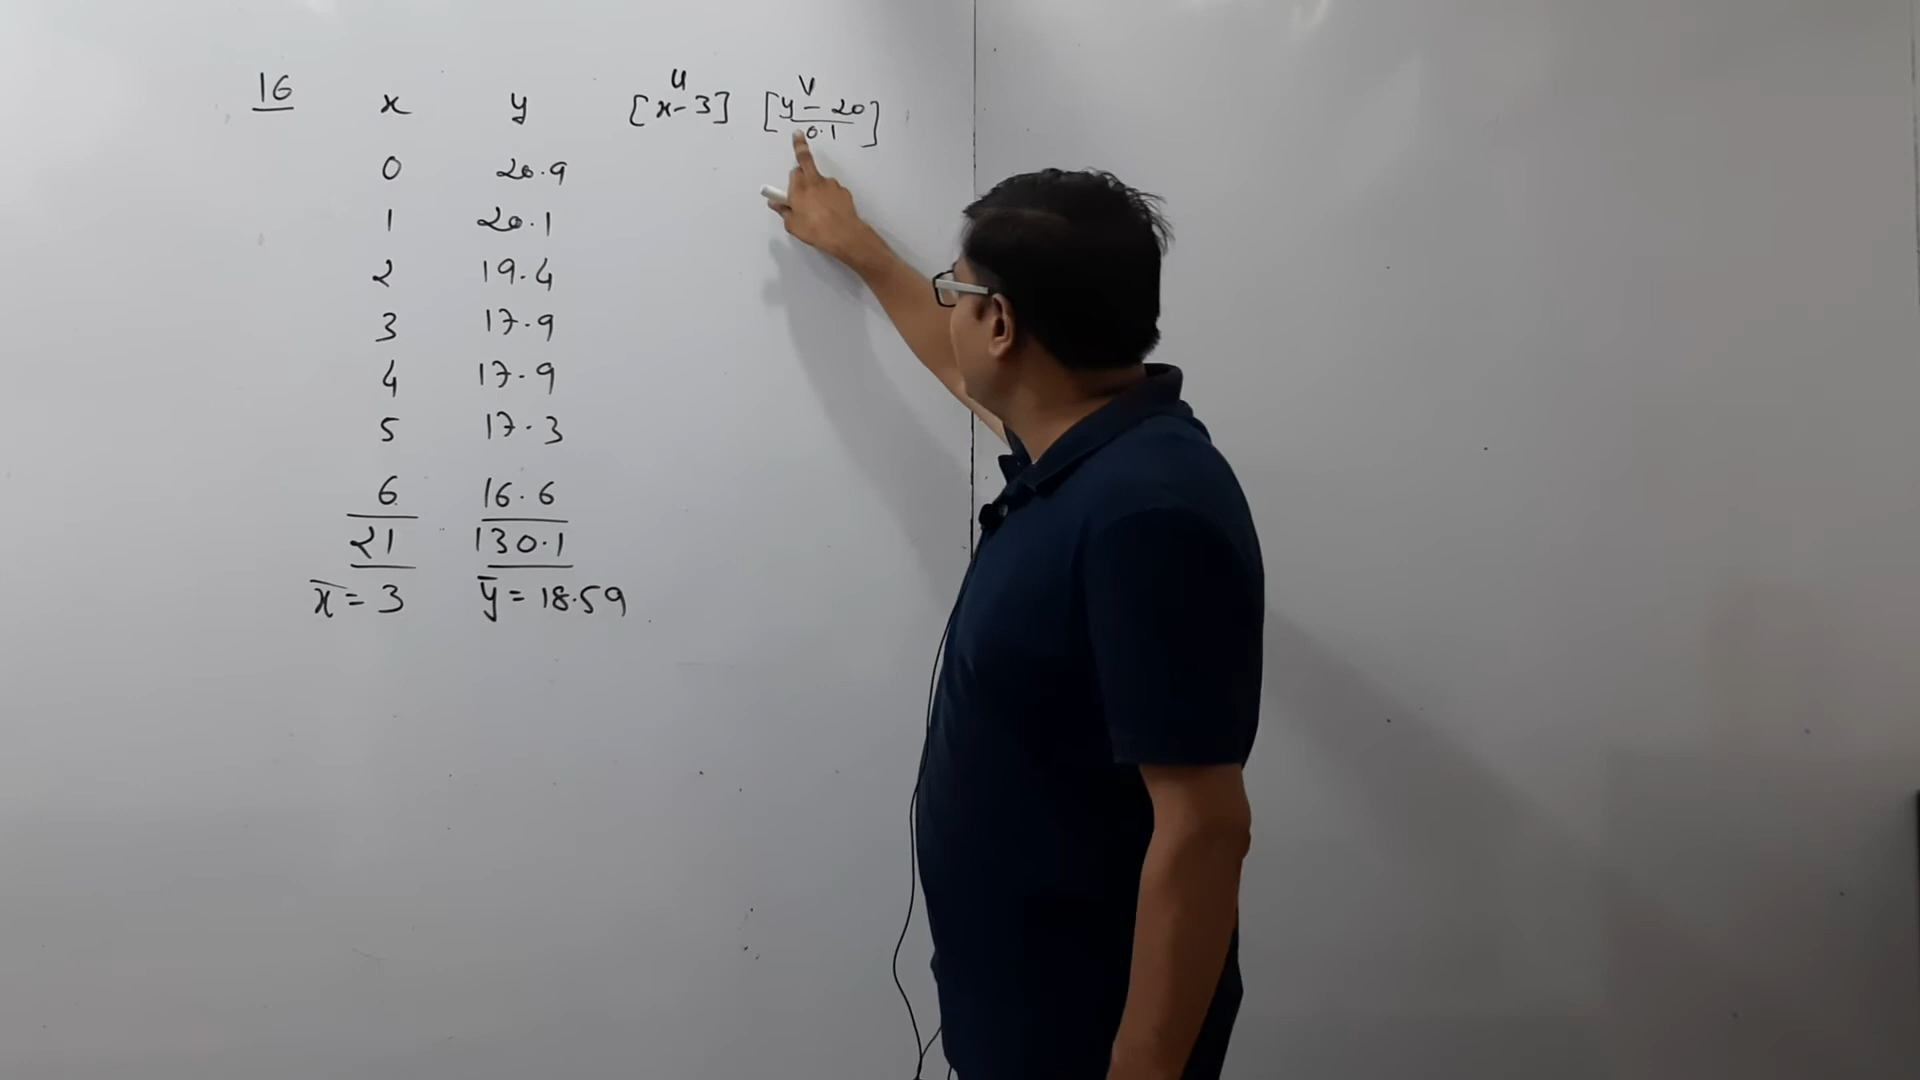 16 x y [x-3] [y-20/0.1]
u v
0 20.9
1 20.1
2 19.4
3 17.9
4 17.9
5 17.3
6 16.6
21 130.1
x̄ = 3 ȳ = 18.59